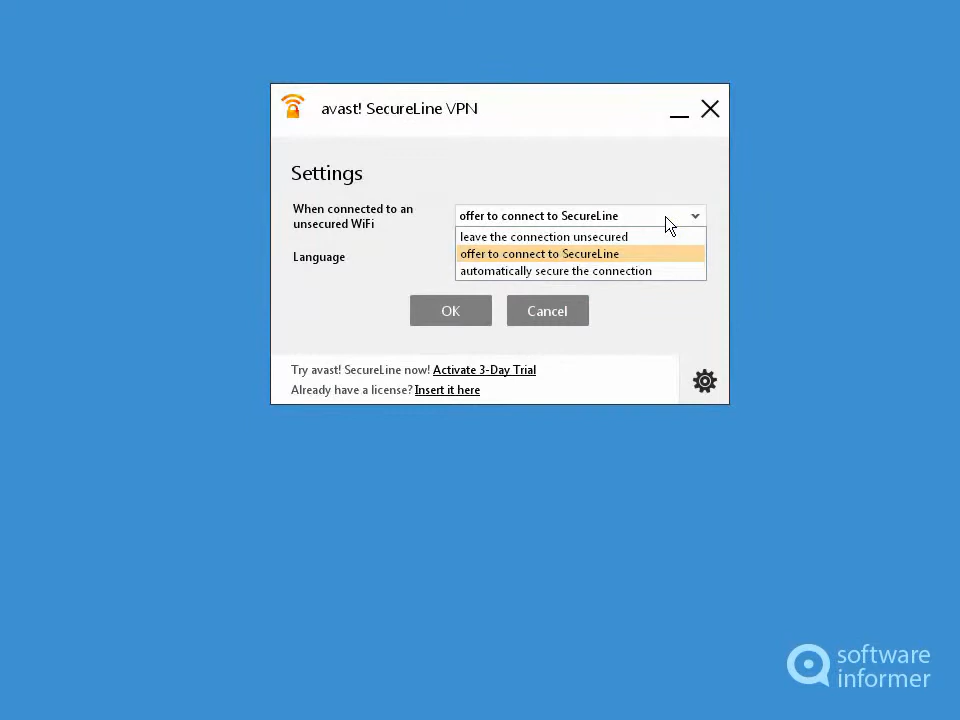 avast! SecureLine VPN
Settings
When connected to an
unsecured WiFi
offer to connect to SecureLine
leave the connection unsecured
offer to connect to SecureLine
automatically secure the connection
Language
OK
Cancel
Try avast! SecureLine now! Activate 3-Day Trial
Already have a license? Insert it here
software
informer